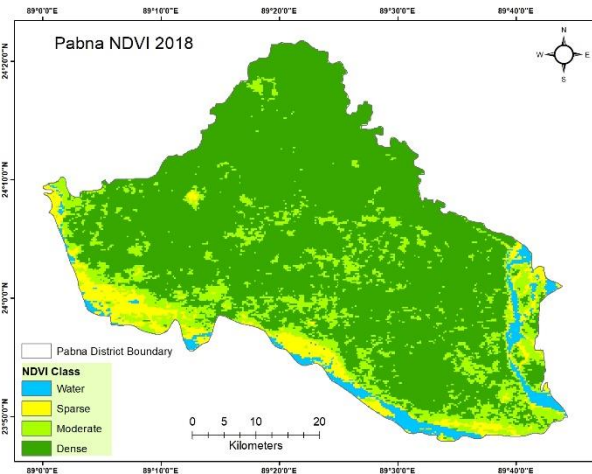 89°0'0"E 89°10'0"E 89°20'0"E 89°30'0"E 89°40'0"E
Pabna NDVI 2018
N
W E
S
24°20'0"N
24°10'0"N
24°0'0"N
23°50'0"N
Pabna District Boundary
NDVI Class
Water
Sparse
Moderate
Dense
0 5 10 20
Kilometers
89°0'0"E 89°10'0"E 89°20'0"E 89°30'0"E 89°40'0"E